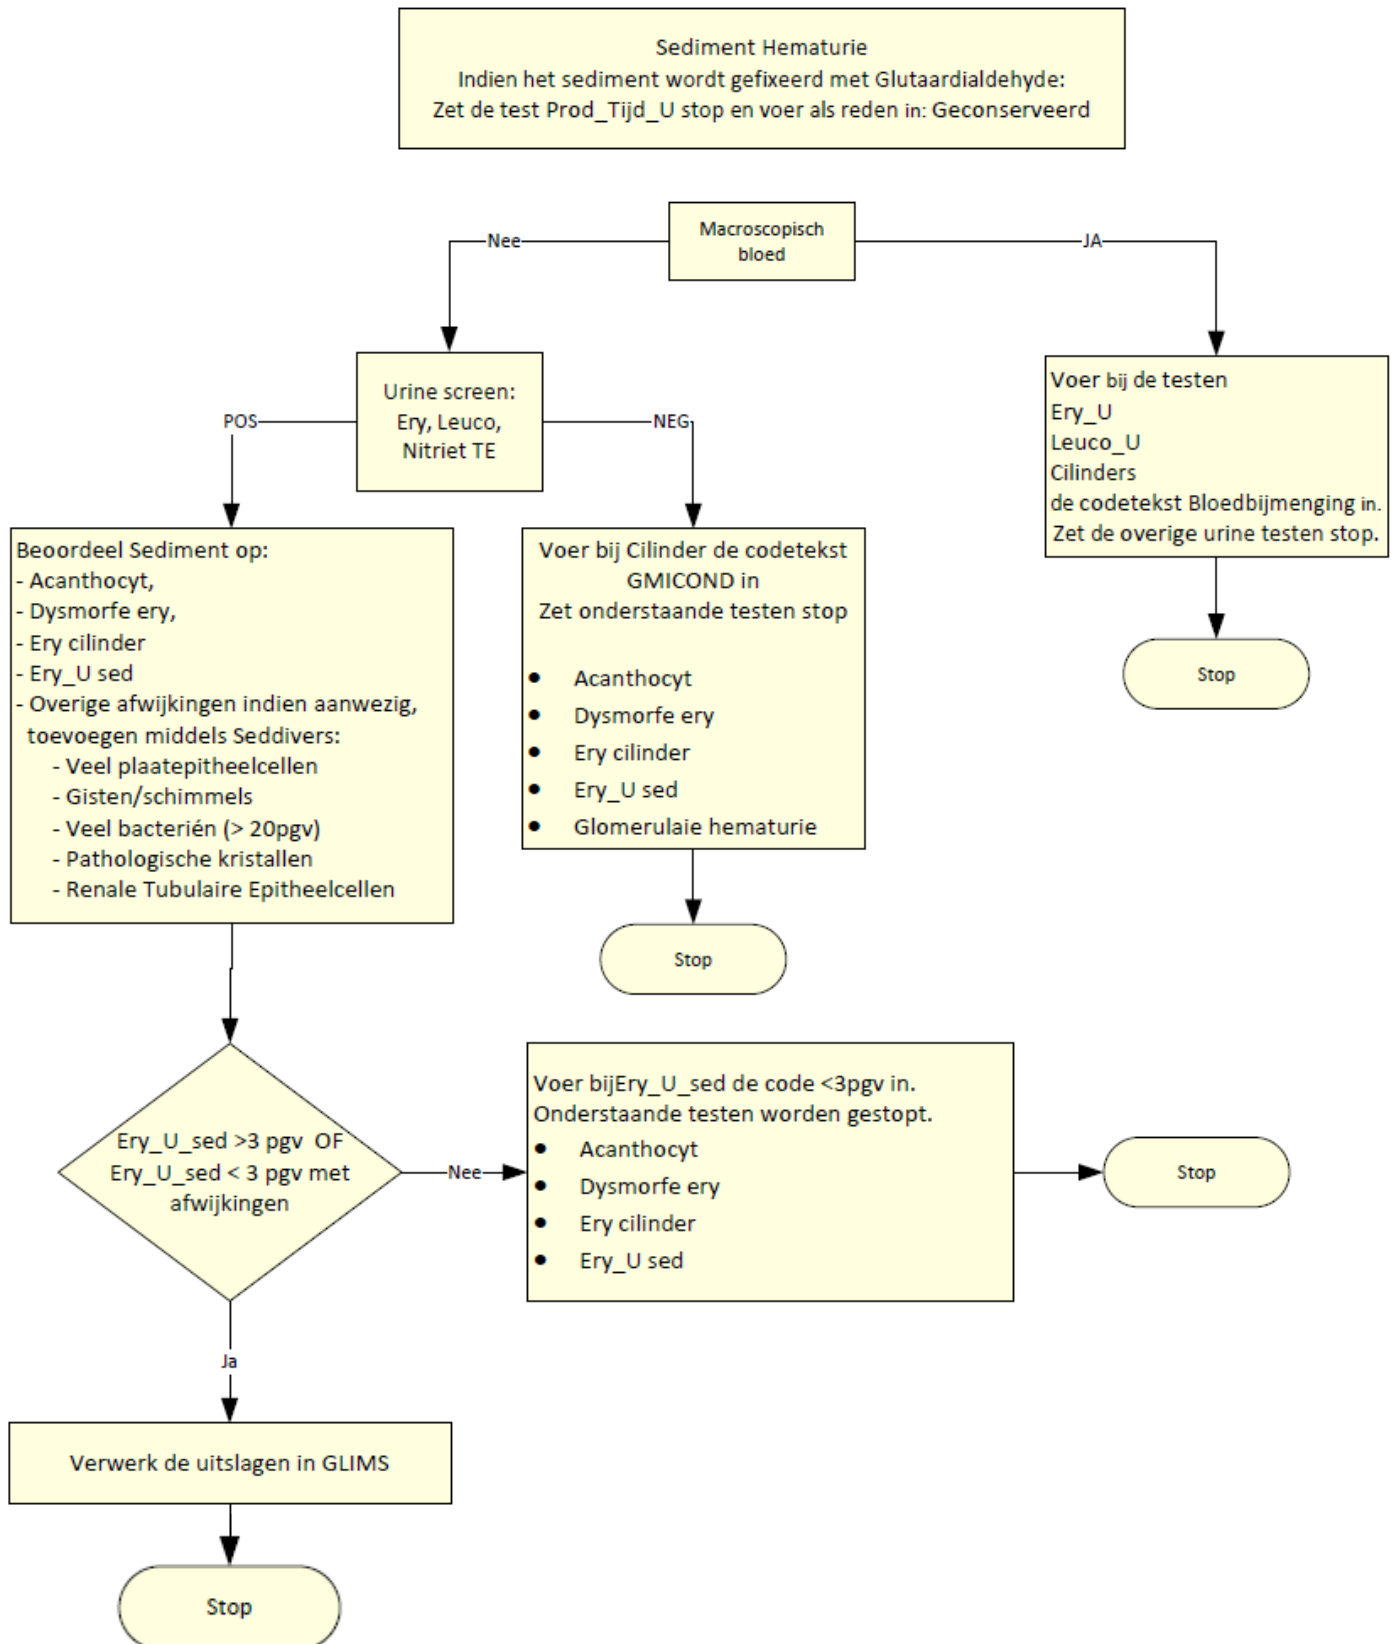 Sediment Hematurie
Indien het sediment wordt gefixeerd met Glutaardialdehyde:
Zet de test Prod_Tijd_U stop en voer als reden in: Geconserveerd
Macroscopisch
bloed
Nee
JA
Urine screen:
Ery, Leuco,
Nitriet TE
POS
NEG
Voer bij de testen
Ery_U
Leuco_U
Cilinders
de codetekst Bloedbijmenging in.
Zet de overige urine testen stop.
Stop
Beoordeel Sediment op:
- Acanthocyt,
- Dysmorfe ery,
- Ery cilinder
- Ery_U sed
- Overige afwijkingen indien aanwezig,
toevoegen middels Seddivers:
- Veel plaatepitheelcellen
- Gisten/schimmels
- Veel bacterién (> 20pgv)
- Pathologische kristallen
- Renale Tubulaire Epitheelcellen
Voer bij Cilinder de codetekst
GMICOND in
Zet onderstaande testen stop
● Acanthocyt
● Dysmorfe ery
● Ery cilinder
● Ery_U sed
● Glomerulaie hematurie
Stop
Ery_U_sed >3 pgv OF
Ery_U_sed < 3 pgv met
afwijkingen
Nee
Voer bijEry_U_sed de code <3pgv in.
Onderstaande testen worden gestopt.
● Acanthocyt
● Dysmorfe ery
● Ery cilinder
● Ery_U sed
Stop
Ja
Verwerk de uitslagen in GLIMS
Stop